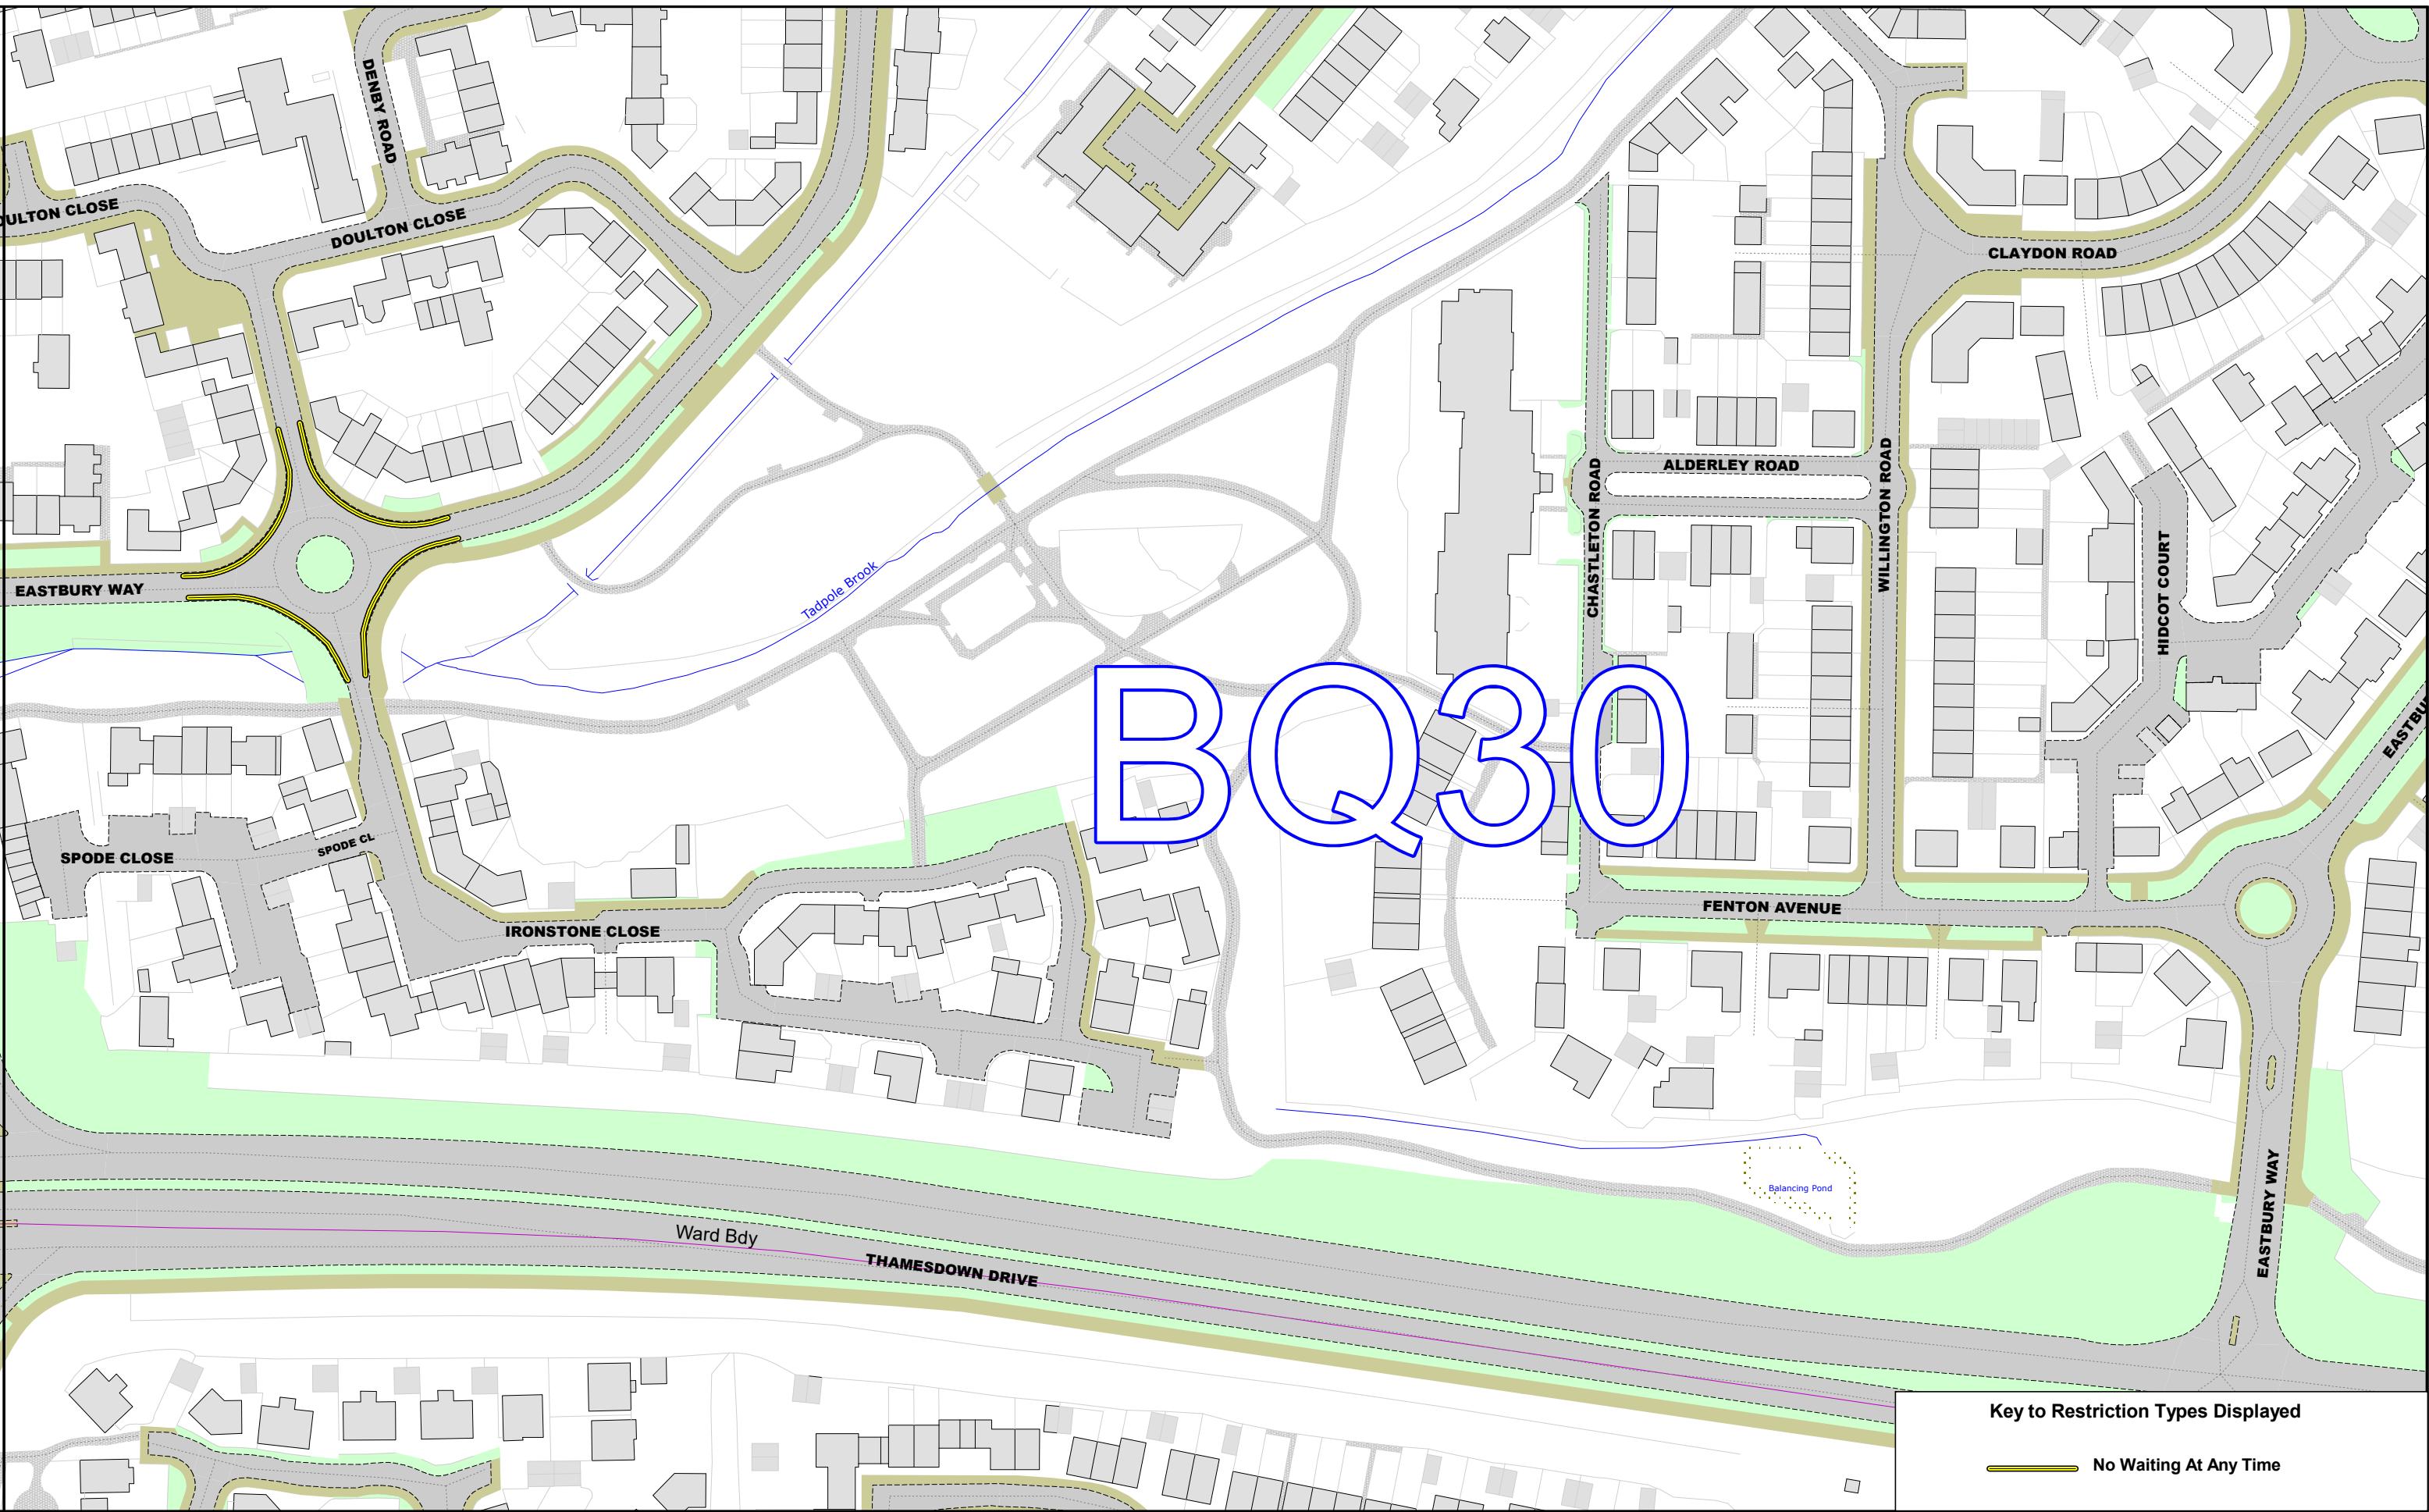 DENBY ROAD
OULTON CLOSE
DOULTON CLOSE
CLAYDON ROAD
ALDERLEY ROAD
CHASTLETON ROAD
WILLINGTON ROAD
HIDCOT COURT
EASTBURY WAY
Tadpole Brook
BQ30
EASTBU
SPODE CLOSE
SPODE CL
IRONSTONE CLOSE
FENTON AVENUE
Balancing Pond
EASTBURY WAY
Ward Bdy
THAMESDOWN DRIVE
Key to Restriction Types Displayed
No Waiting At Any Time